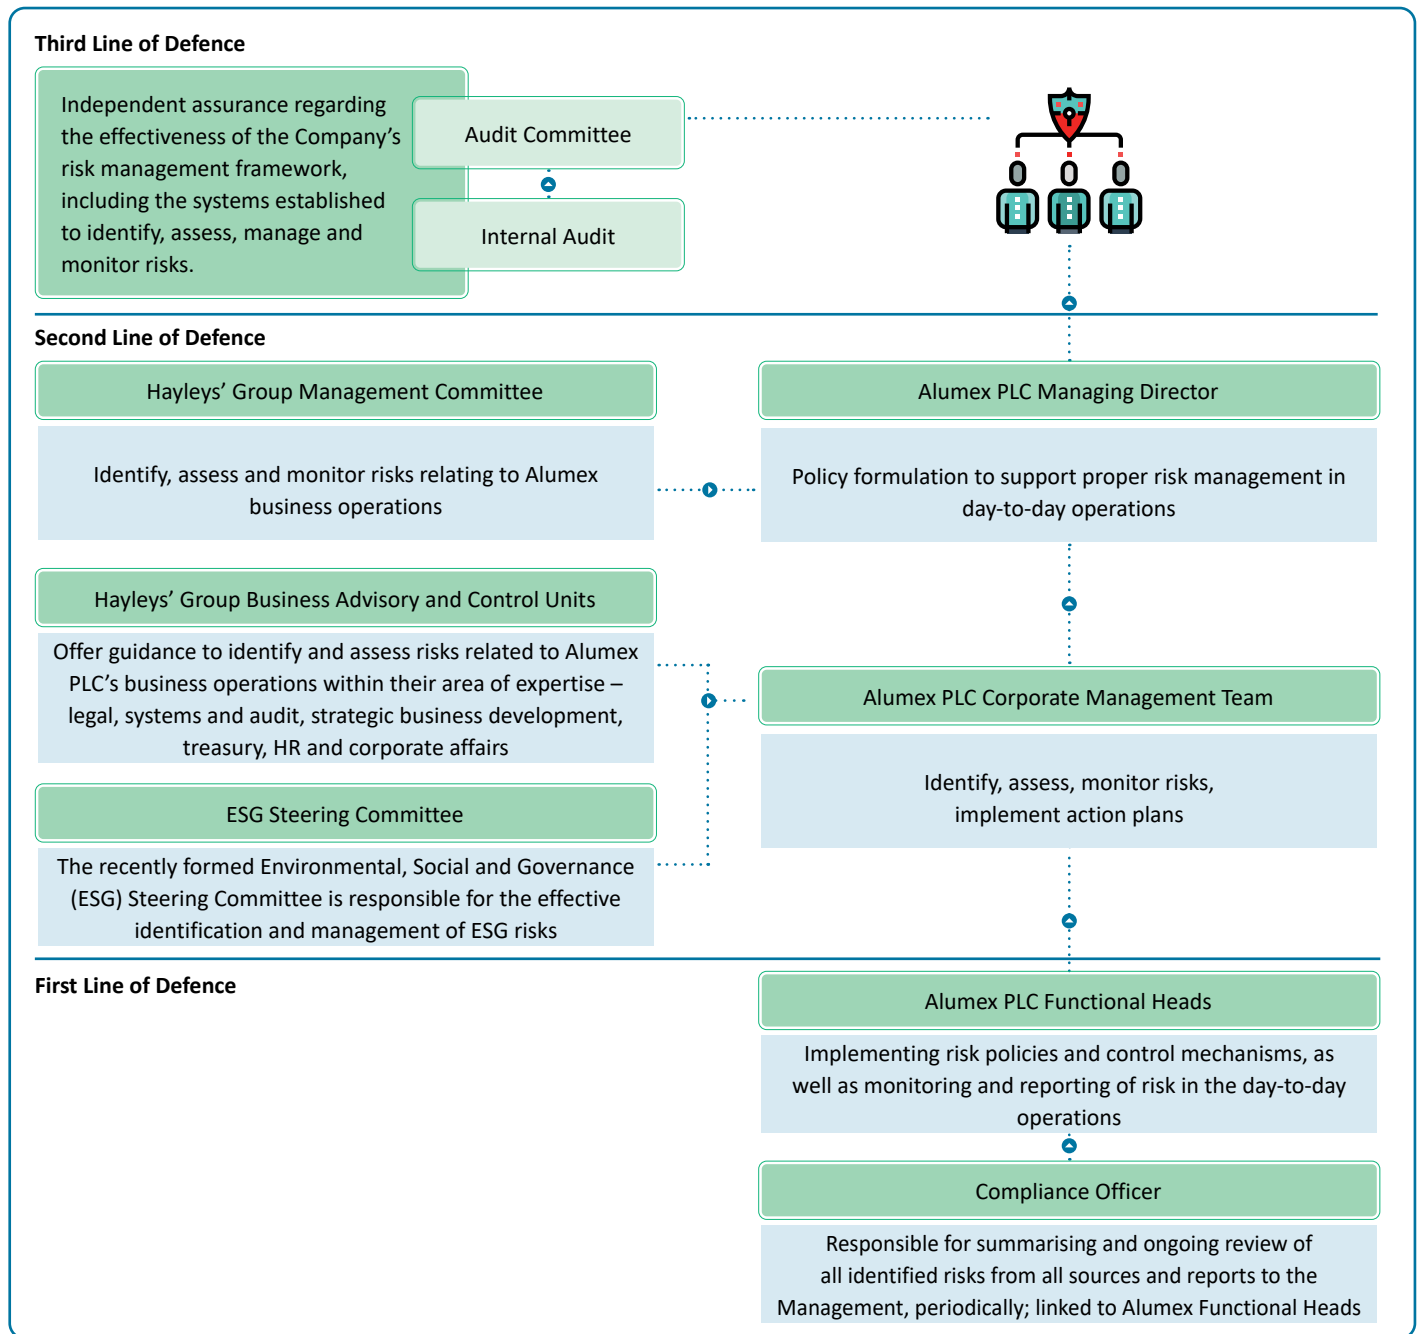 Third Line of Defence
Independent assurance regarding
the effectiveness of the Company’s
risk management framework,
including the systems established
to identify, assess, manage and
monitor risks.
Audit Committee
Internal Audit
Second Line of Defence
Hayleys’ Group Management Committee
Identify, assess and monitor risks relating to Alumex
business operations
Alumex PLC Managing Director
Policy formulation to support proper risk management in
day-to-day operations
Hayleys’ Group Business Advisory and Control Units
Offer guidance to identify and assess risks related to Alumex
PLC’s business operations within their area of expertise –
legal, systems and audit, strategic business development,
treasury, HR and corporate affairs
Alumex PLC Corporate Management Team
Identify, assess, monitor risks,
implement action plans
ESG Steering Committee
The recently formed Environmental, Social and Governance
(ESG) Steering Committee is responsible for the effective
identification and management of ESG risks
First Line of Defence
Alumex PLC Functional Heads
Implementing risk policies and control mechanisms, as
well as monitoring and reporting of risk in the day-to-day
operations
Compliance Officer
Responsible for summarising and ongoing review of
all identified risks from all sources and reports to the
Management, periodically; linked to Alumex Functional Heads